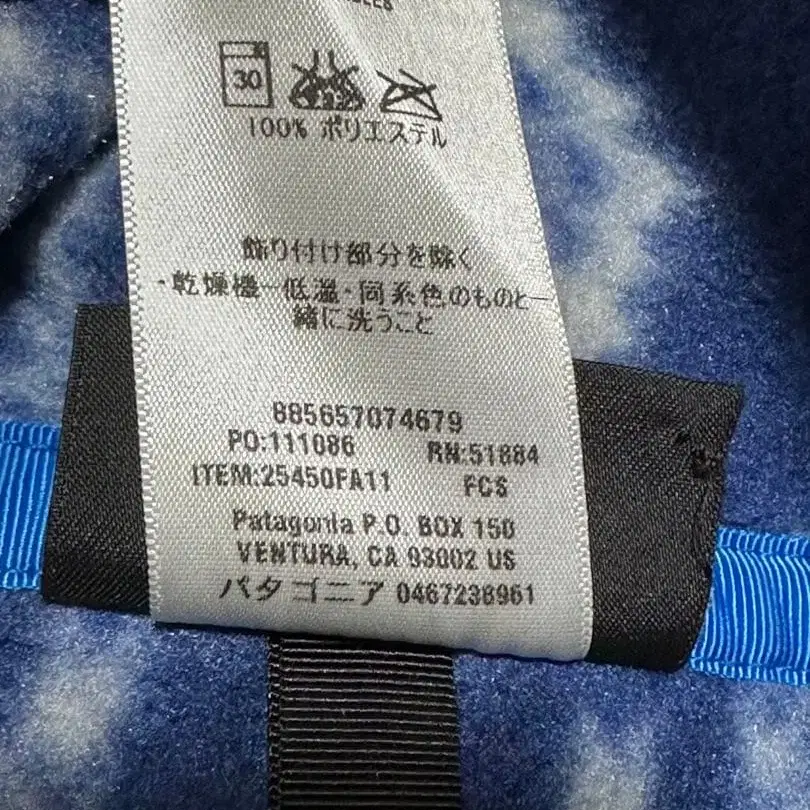 30
100% ポリエステル
飾り付け部分を除く
・乾燥機ー低温・同系色のものと一
緒に洗うこと
885657074679
PO:111086 RN:51884
ITEM:25450FA11 FCS
Patagonia P.O. BOX 150
VENTURA, CA 93002 US
パタゴニア 0467238961